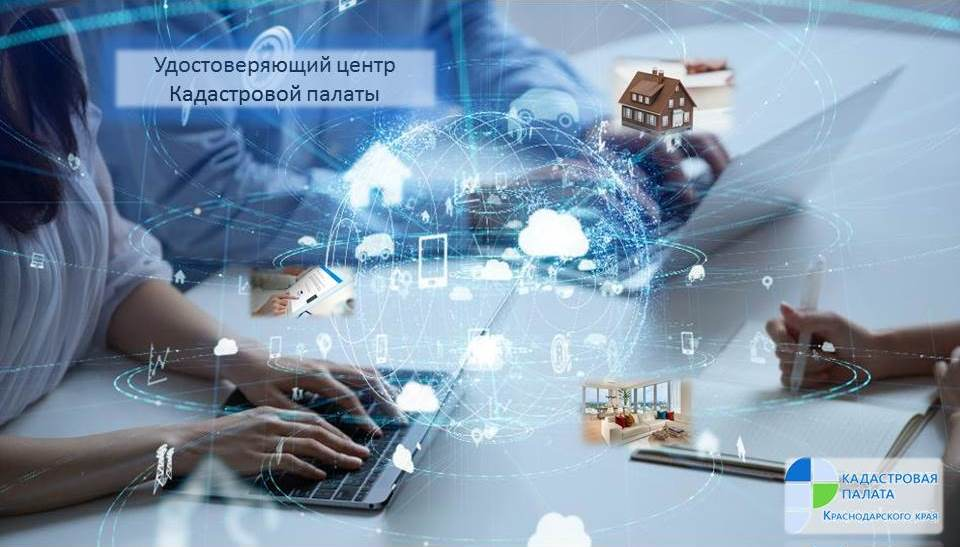 Удостоверяющий центр
Кадастровой палаты
КАДАСТРОВАЯ
ПАЛАТА
КРАСНОДАРСКОГО КРАЯ